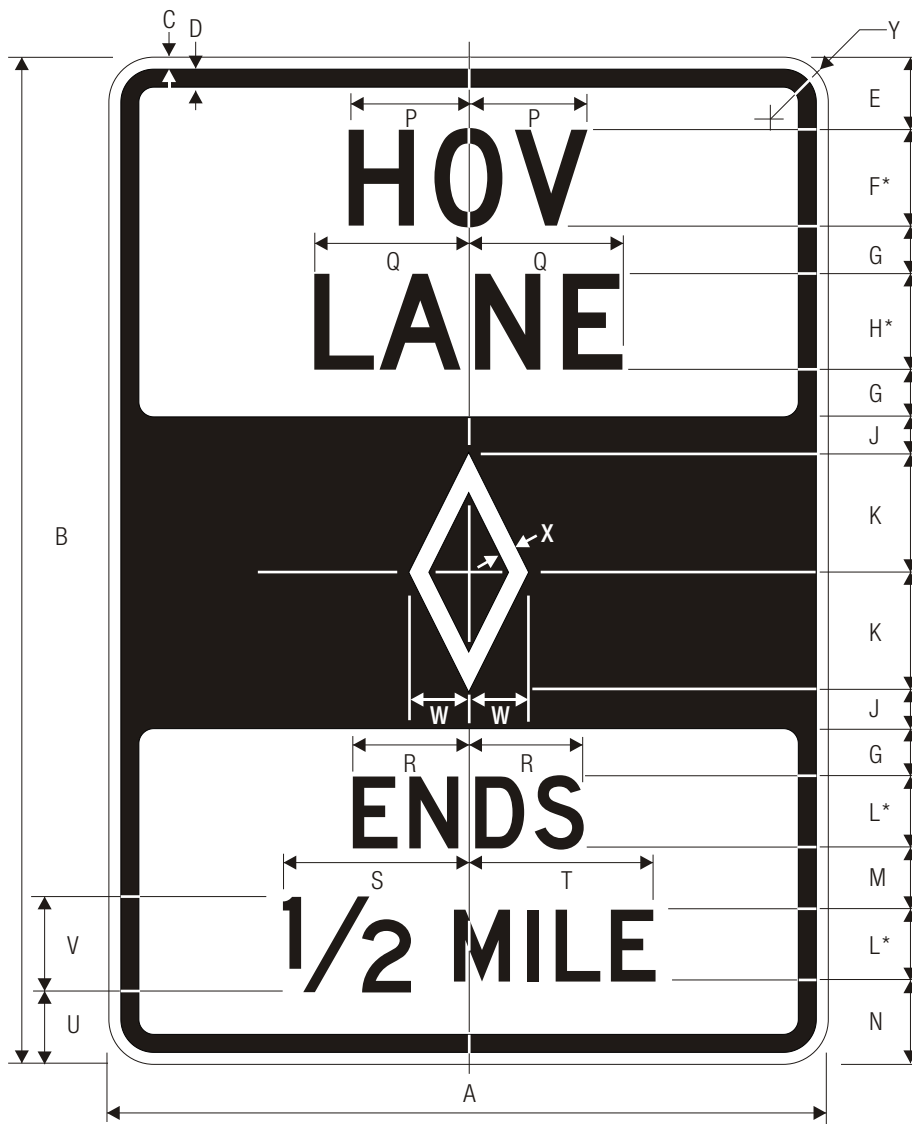 C D Y
P P E
HOV F*
Q Q G
LANE H*
G
J
B X K
K
W W J
R R G
ENDS L*
S T M
V 1/2 MILE L*
U N
A